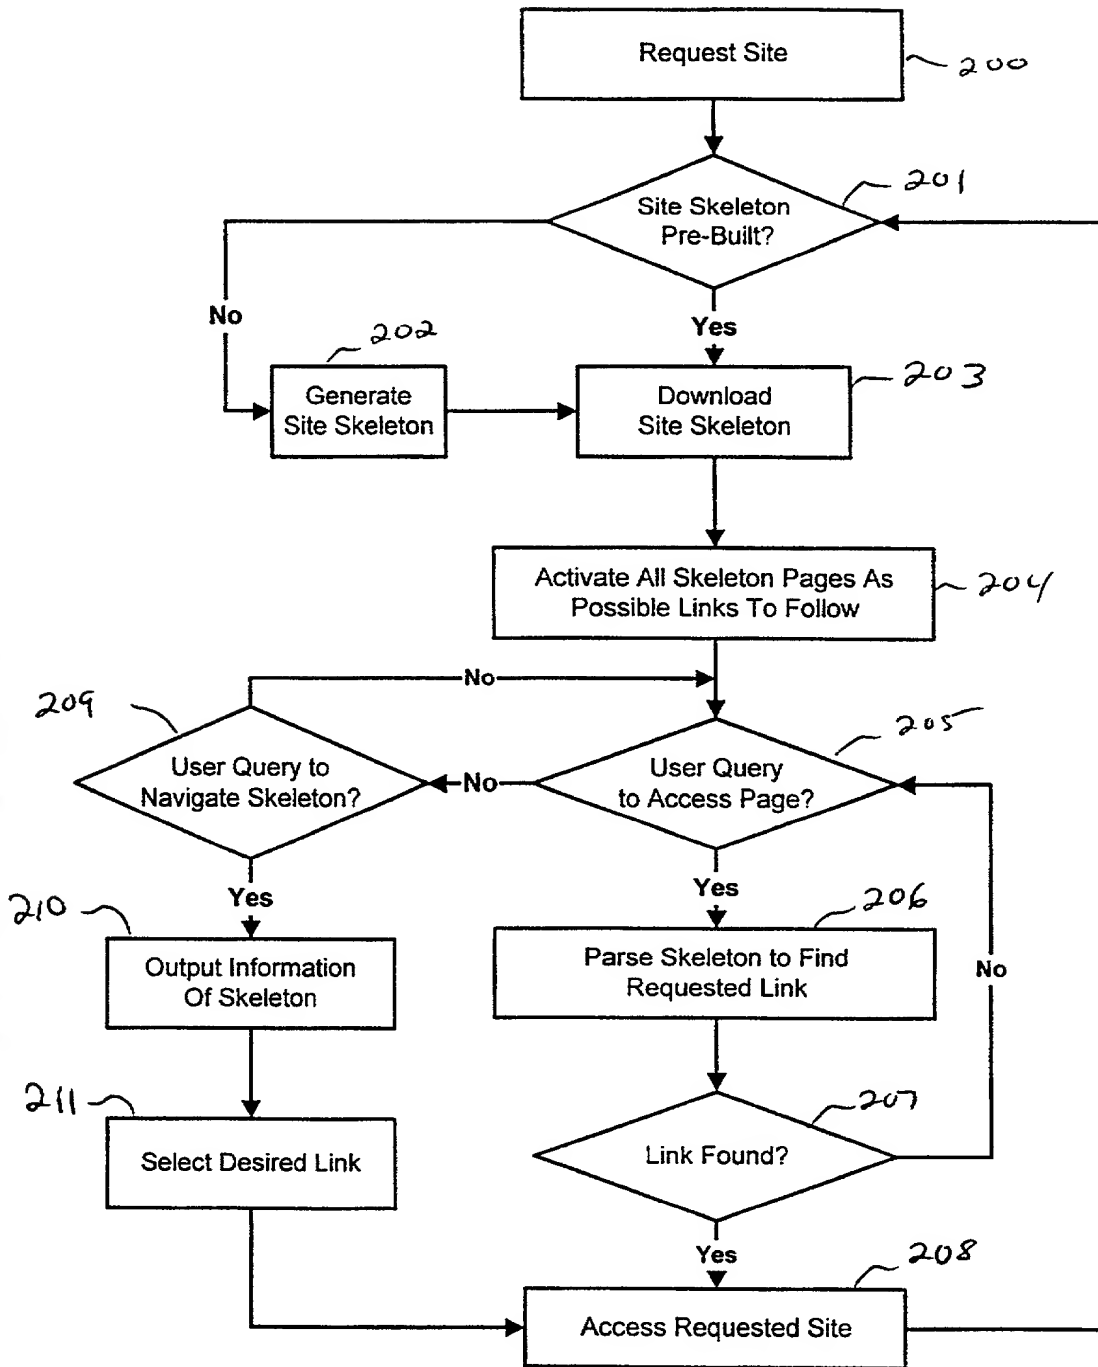 Request Site
200
201
Site Skeleton
Pre-Built?
No
Yes
202
203
Generate
Site Skeleton
Download
Site Skeleton
Activate All Skeleton Pages As
Possible Links To Follow
204
No
209
205
User Query to
Navigate Skeleton?
No
User Query
to Access Page?
Yes
Yes
210
206
Output Information
Of Skeleton
Parse Skeleton to Find
Requested Link
No
211
207
Select Desired Link
Link Found?
Yes
208
Access Requested Site